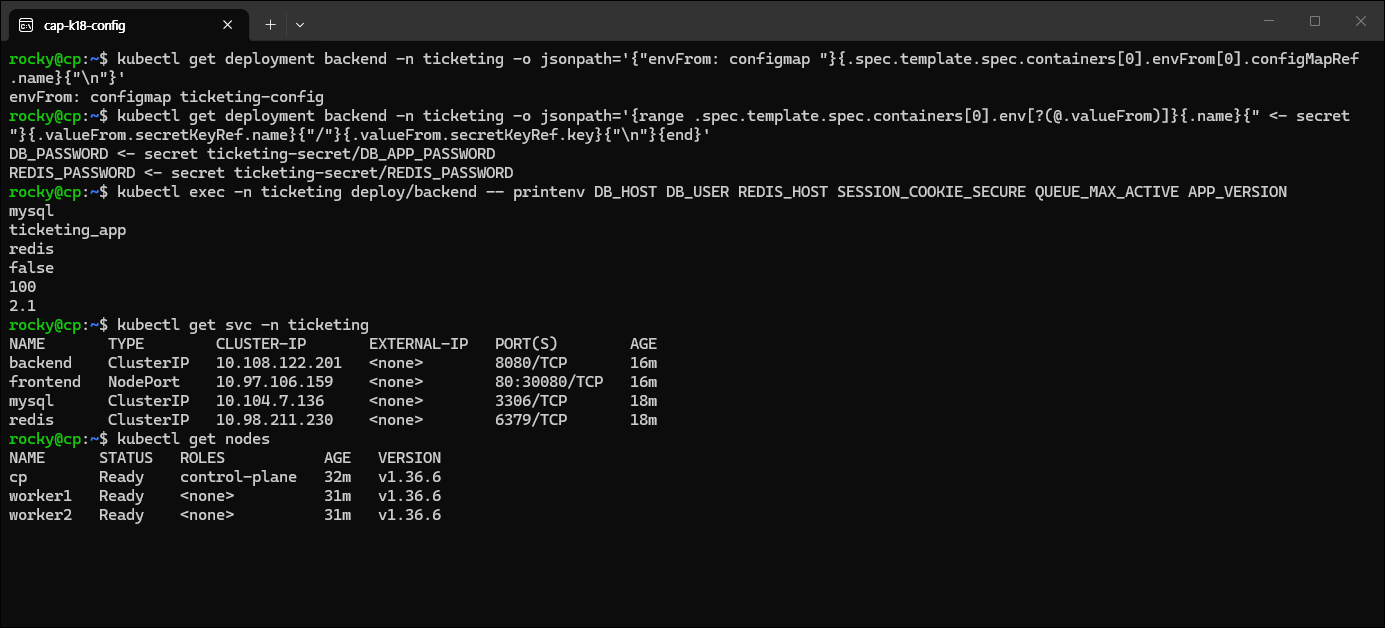 cap-k18-config
rocky@cp:~$ kubectl get deployment backend -n ticketing -o jsonpath='{"envFrom: configmap "}{.spec.template.spec.containers[0].envFrom[0].configMapRef
.name}{"\n"}'
envFrom: configmap ticketing-config
rocky@cp:~$ kubectl get deployment backend -n ticketing -o jsonpath='{range .spec.template.spec.containers[0].env[?(@.valueFrom)]}{.name}{" <- secret
"}{.valueFrom.secretKeyRef.name}{"/"}{.valueFrom.secretKeyRef.key}{"\n"}{end}'
DB_PASSWORD <- secret ticketing-secret/DB_APP_PASSWORD
REDIS_PASSWORD <- secret ticketing-secret/REDIS_PASSWORD
rocky@cp:~$ kubectl exec -n ticketing deploy/backend -- printenv DB_HOST DB_USER REDIS_HOST SESSION_COOKIE_SECURE QUEUE_MAX_ACTIVE APP_VERSION
mysql
ticketing_app
redis
false
100
2.1
rocky@cp:~$ kubectl get svc -n ticketing
NAME       TYPE        CLUSTER-IP       EXTERNAL-IP   PORT(S)        AGE
backend    ClusterIP   10.108.122.201   <none>        8080/TCP       16m
frontend   NodePort    10.97.106.159    <none>        80:30080/TCP   16m
mysql      ClusterIP   10.104.7.136     <none>        3306/TCP       18m
redis      ClusterIP   10.98.211.230    <none>        6379/TCP       18m
rocky@cp:~$ kubectl get nodes
NAME      STATUS   ROLES           AGE   VERSION
cp        Ready    control-plane   32m   v1.36.6
worker1   Ready    <none>          31m   v1.36.6
worker2   Ready    <none>          31m   v1.36.6